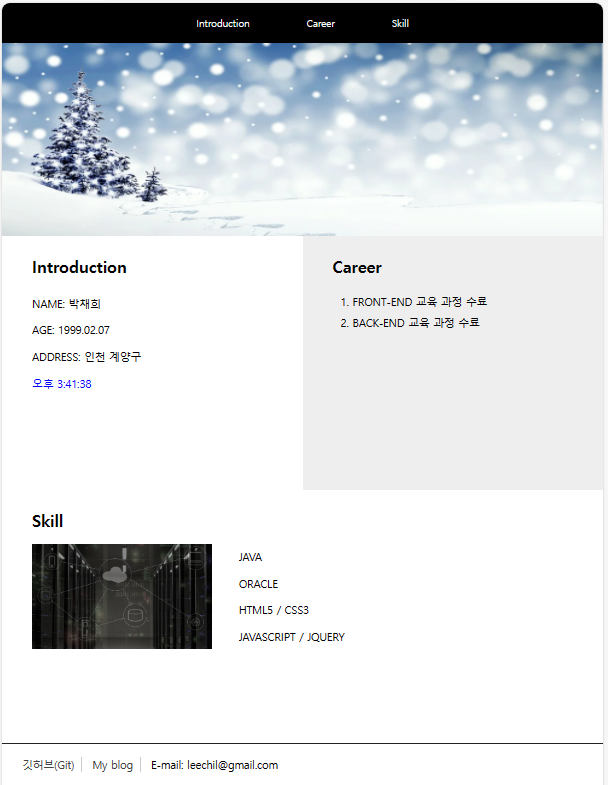 Introduction Career Skill
Introduction
NAME: 박채희
AGE: 1999.02.07
ADDRESS: 인천 계양구
오후 3:41:38
Career
1. FRONT-END 교육 과정 수료
2. BACK-END 교육 과정 수료
Skill
JAVA
ORACLE
HTML5 / CSS3
JAVASCRIPT / JQUERY
깃허브(Git) My blog E-mail: leechil@gmail.com